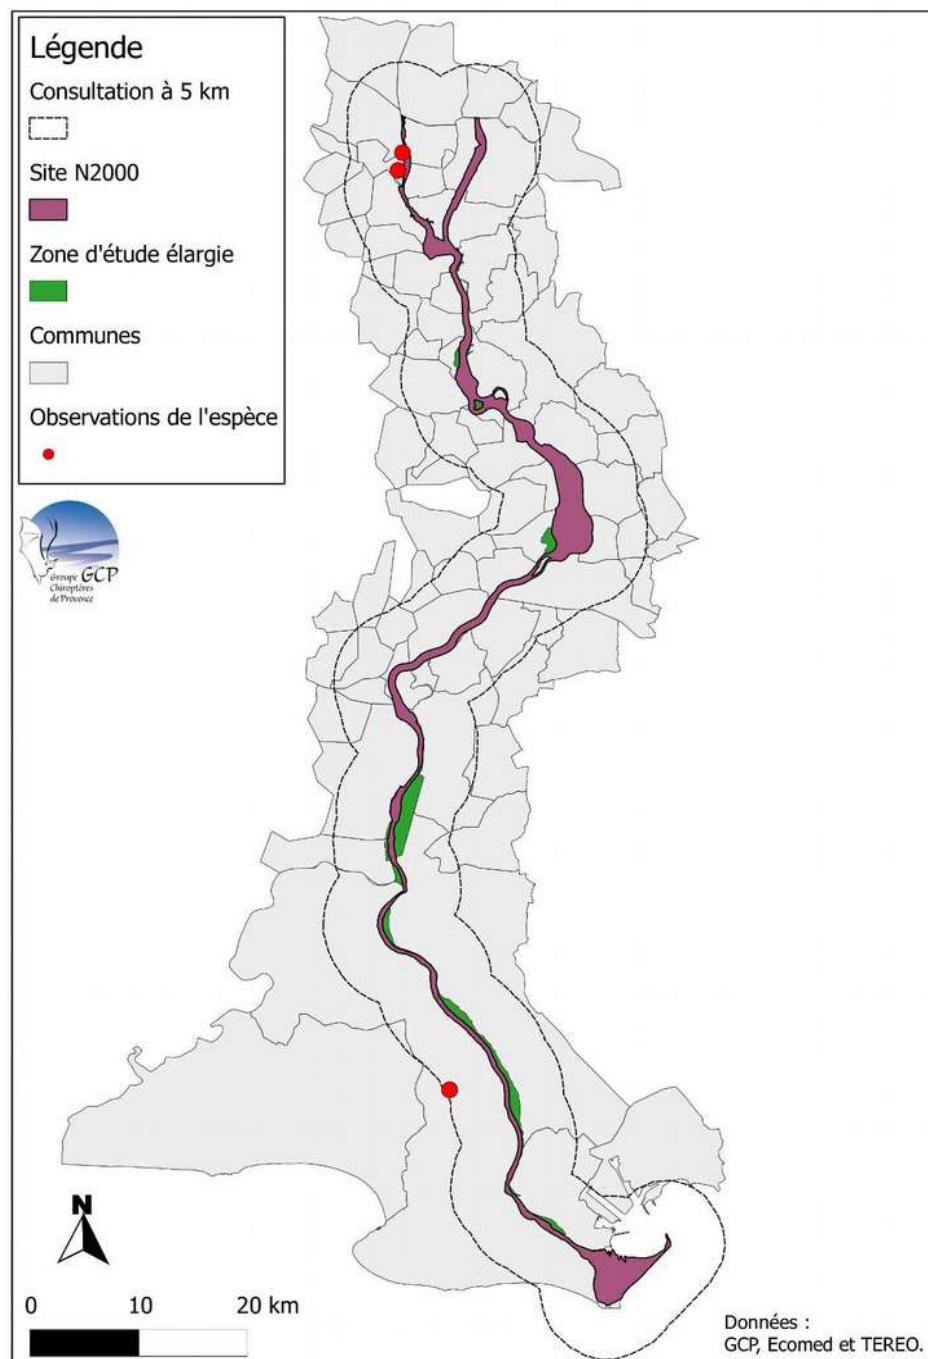 Légende
Consultation à 5 km
Site N2000
Zone d'étude élargie
Communes
Observations de l'espèce
Groupe GCP
Chiroptères
de Provence
N
0 10 20 km
Données :
GCP, Ecomed et TEREO.